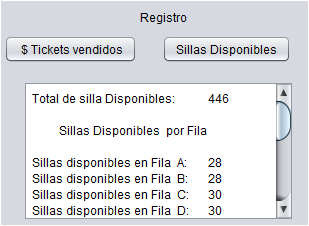 Registro
$ Tickets vendidos
Sillas Disponibles
Total de silla Disponibles: 446
Sillas Disponibles por Fila
Sillas disponibles en Fila A: 28
Sillas disponibles en Fila B: 28
Sillas disponibles en Fila C: 30
Sillas disponibles en Fila D: 30